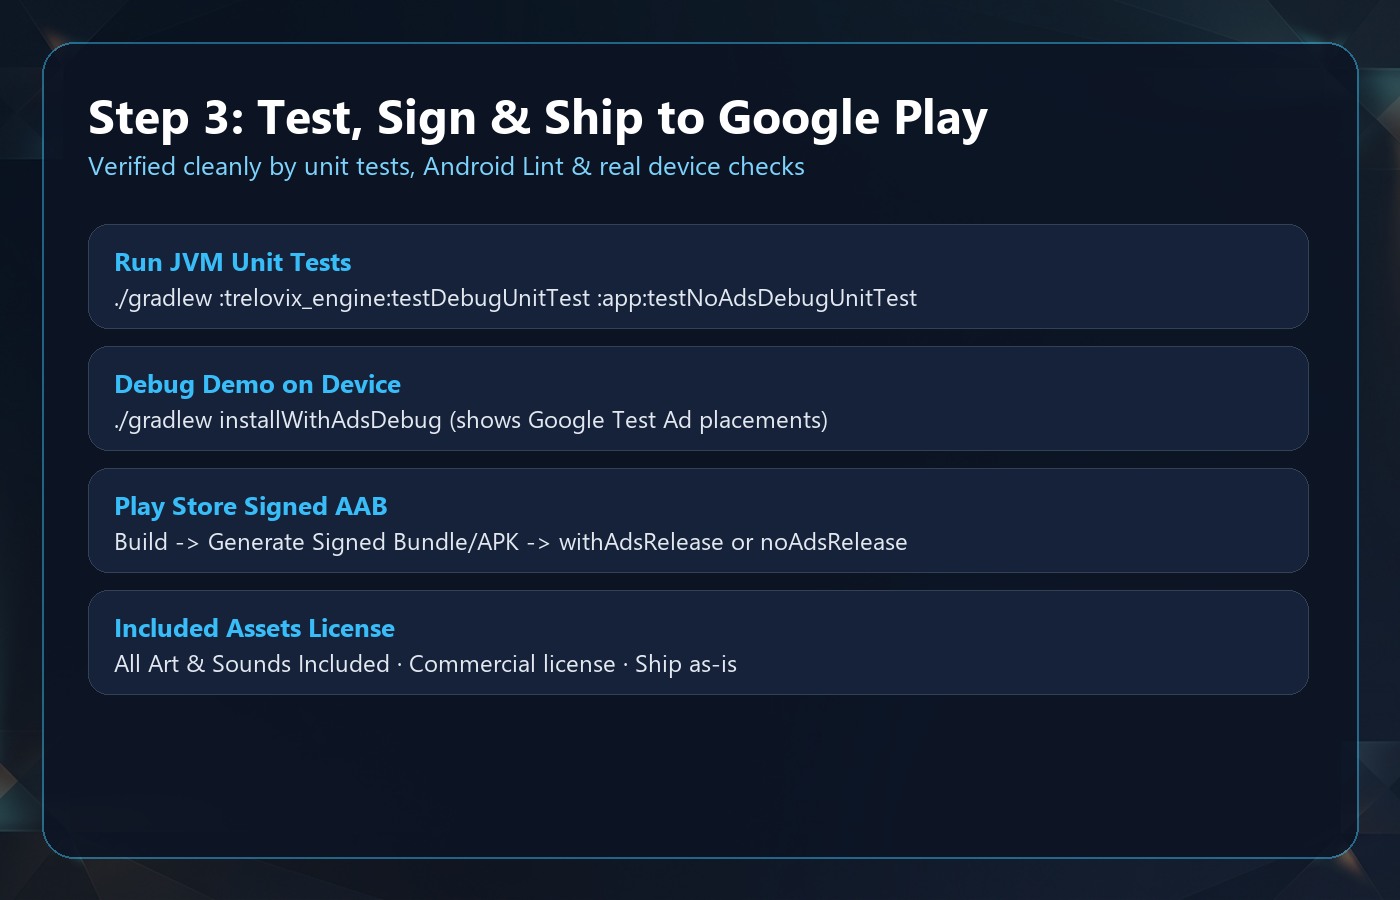 Step 3: Test, Sign & Ship to Google Play
Verified cleanly by unit tests, Android Lint & real device checks
Run JVM Unit Tests
./gradlew :trelovix_engine:testDebugUnitTest :app:testNoAdsDebugUnitTest
Debug Demo on Device
./gradlew installWithAdsDebug (shows Google Test Ad placements)
Play Store Signed AAB
Build -> Generate Signed Bundle/APK -> withAdsRelease or noAdsRelease
Included Assets License
All Art & Sounds Included · Commercial license · Ship as-is